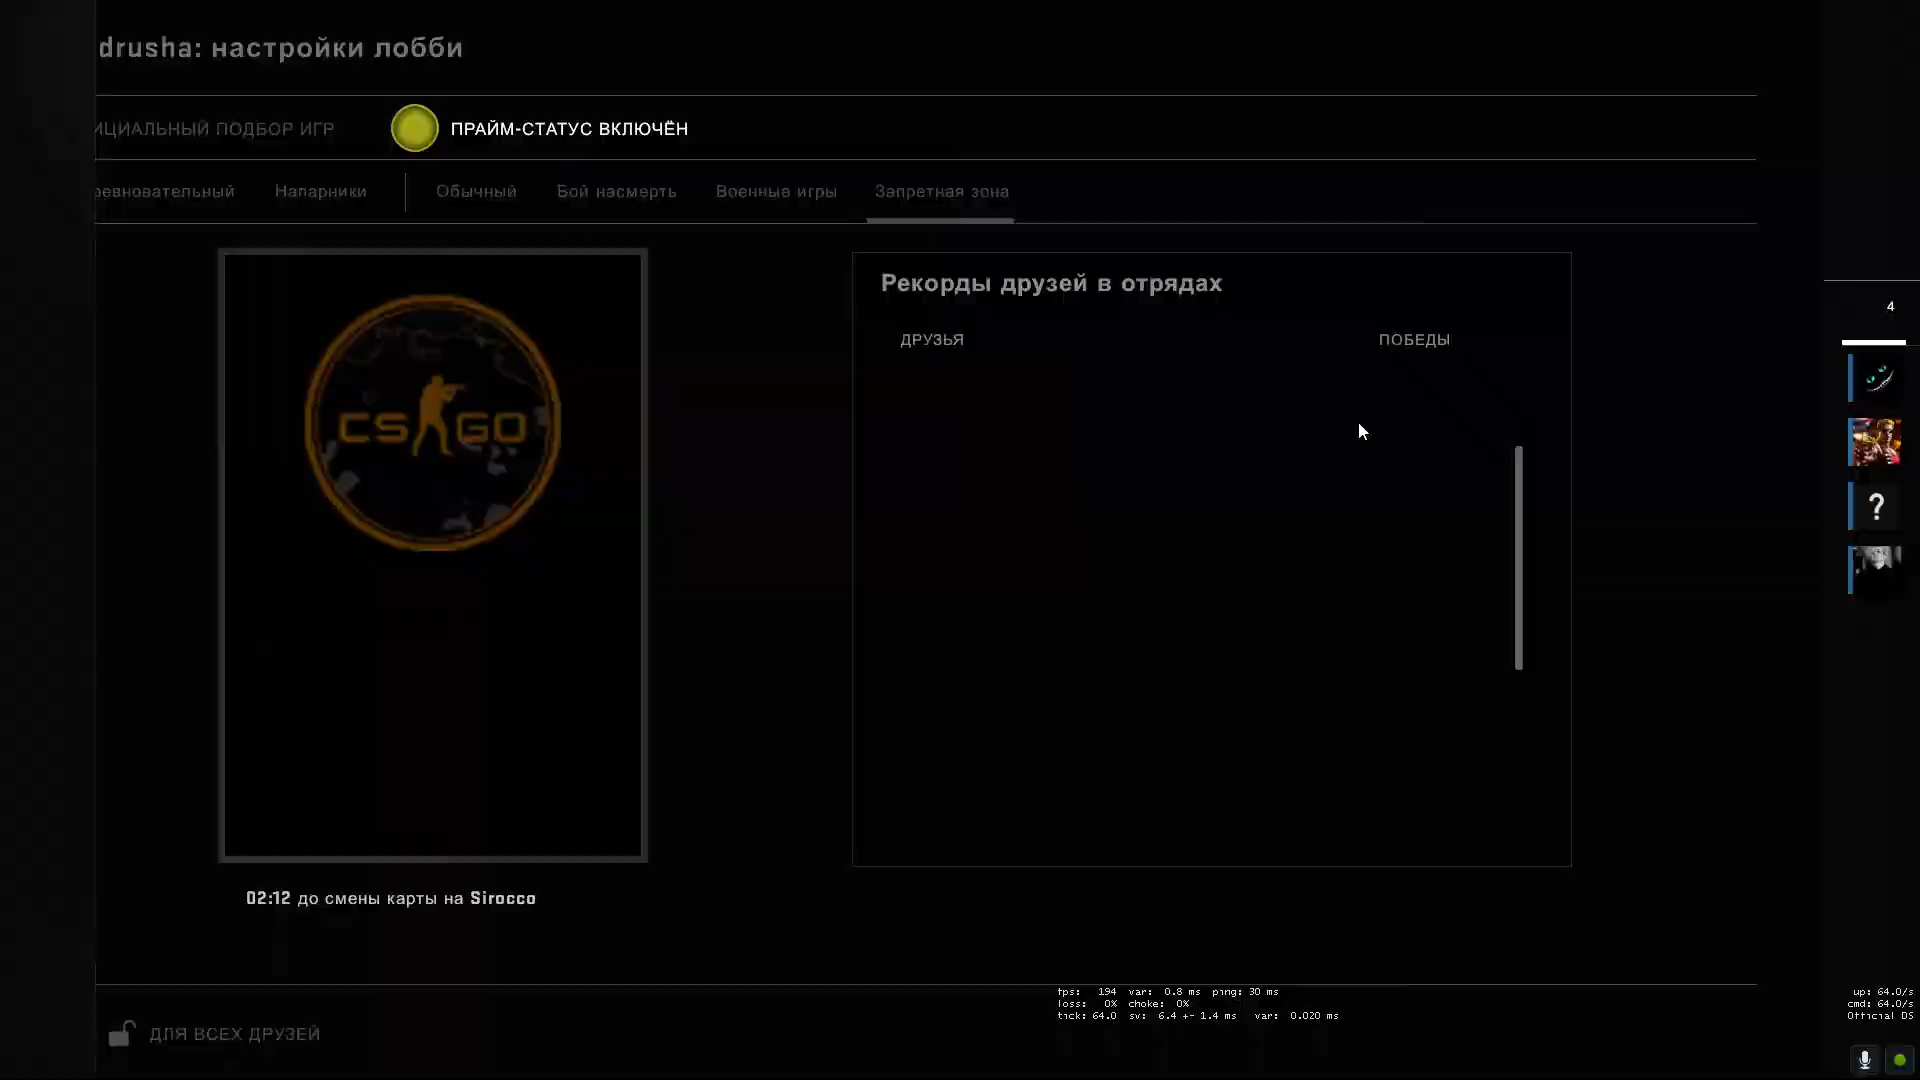 drusha: настройки лобби
ИЦИАЛЬНЫЙ ПОДБОР ИГР
ПРАЙМ-СТАТУС ВКЛЮЧЁН
ревновательный
Напарники
Обычный
Бой насмерть
Военные игры
Запретная зона
CS GO
Рекорды друзей в отрядах
ДРУЗЬЯ
ПОБЕДЫ
4
?
02:12 до смены карты на Sirocco
fps: 194 var: 0.8 ms ping: 30 ms
loss: 0% choke: 0%
tick: 64.0 sv: 6.4 +- 1.4 ms var: 0.020 ms
up: 64.0/s
cmd: 64.0/s
Official DS
ДЛЯ ВСЕХ ДРУЗЕЙ